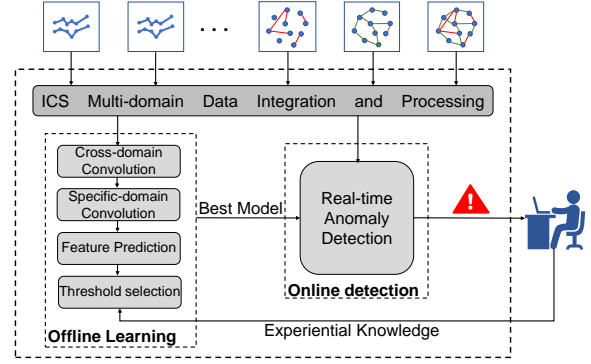 ICS Multi-domain Data Integration and Processing
Cross-domain
Convolution
Specific-domain
Convolution
Feature Prediction
Threshold selection
Offline Learning
Best Model
Real-time
Anomaly
Detection
Online detection
Experiential Knowledge